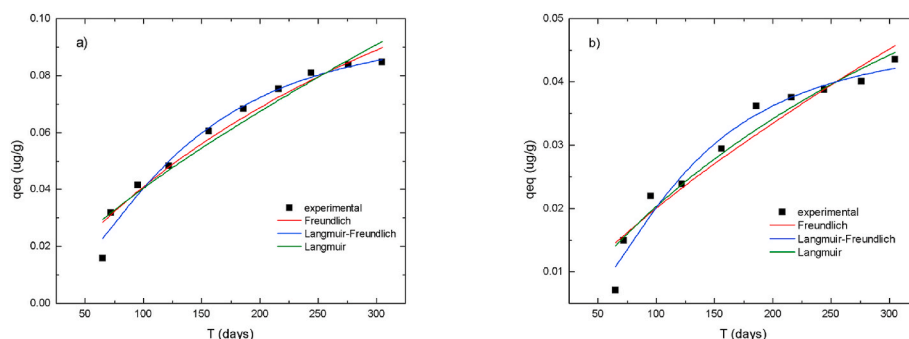 a)
qeq (ug/g)
0.10
0.08
0.06
0.04
0.02
0.00
experimental
Freundlich
Langmuir-Freundlich
Langmuir
50 100 150 200 250 300
T (days)
b)
qeq (ug/g)
0.05
0.04
0.03
0.02
0.01
experimental
Freundlich
Langmuir-Freundlich
Langmuir
50 100 150 200 250 300
T (days)